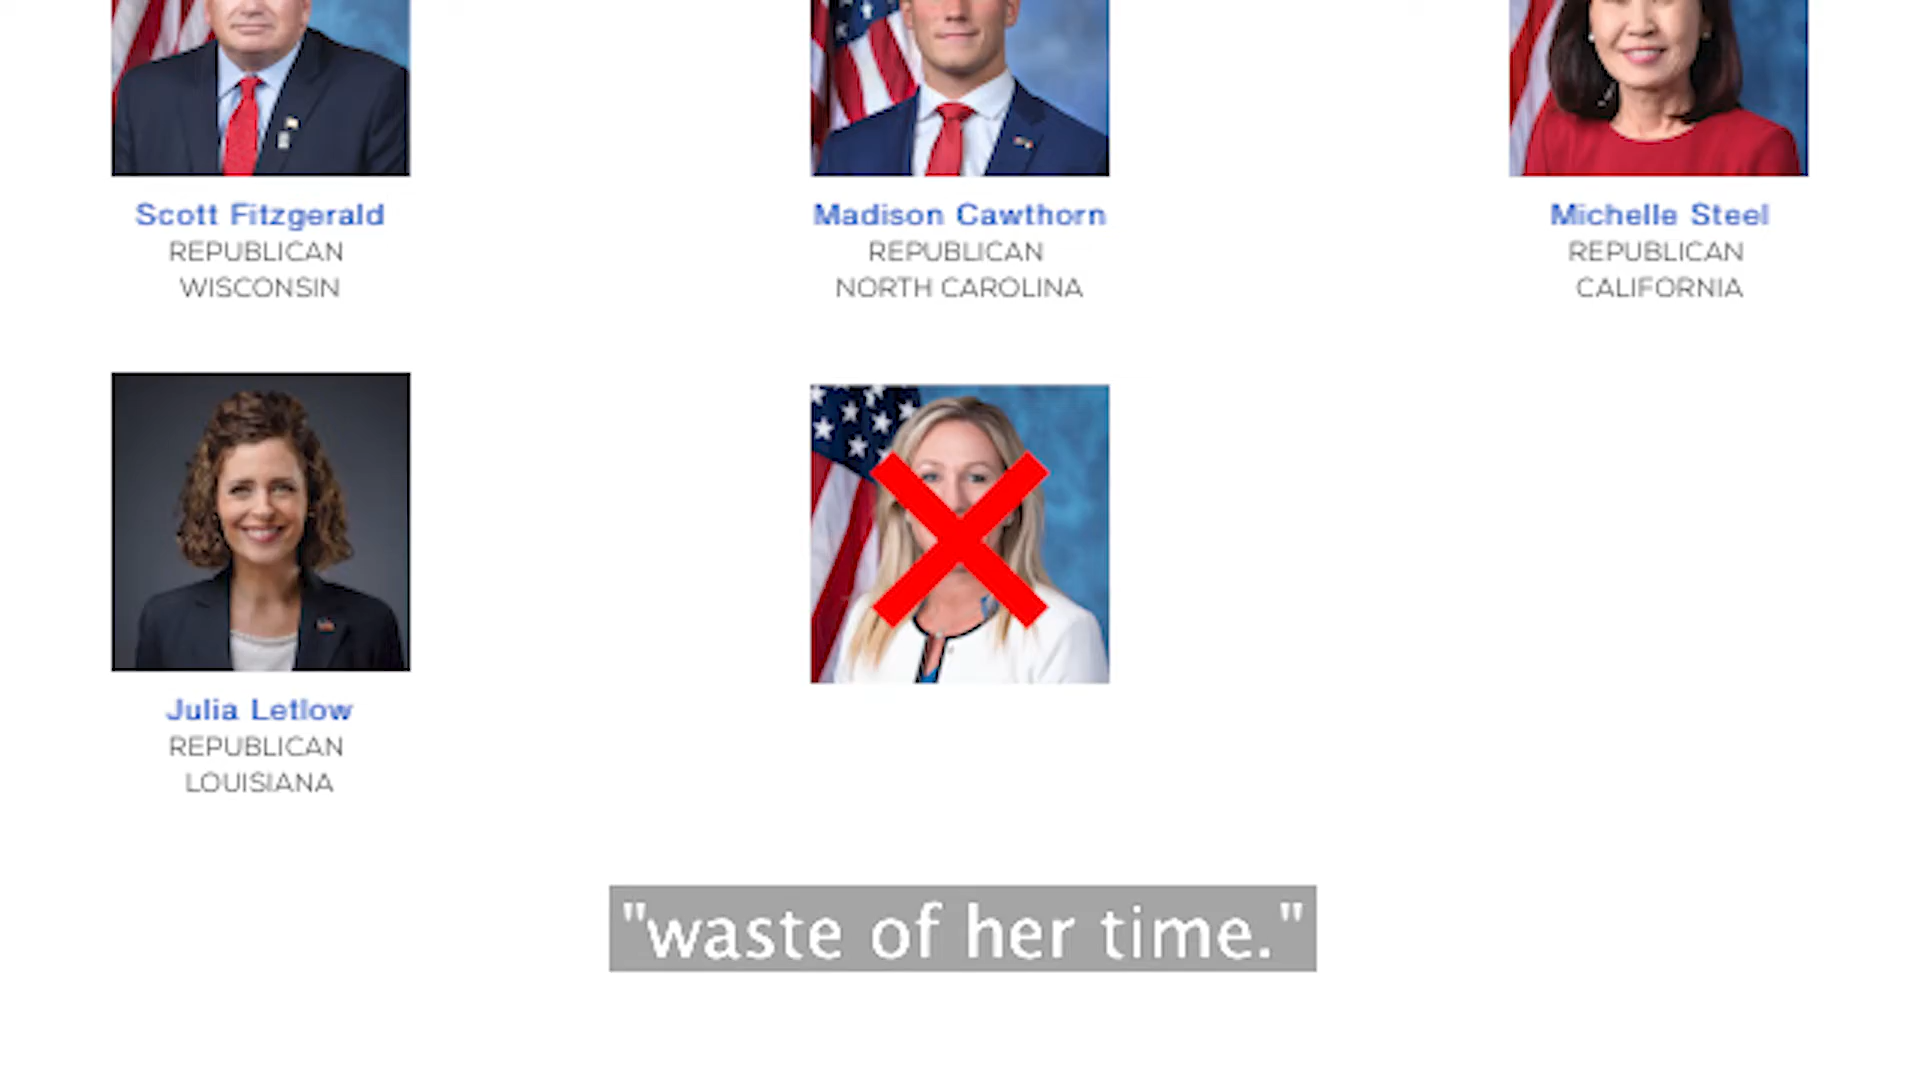 Scott Fitzgerald
REPUBLICAN
WISCONSIN
Madison Cawthorn
REPUBLICAN
NORTH CAROLINA
Michelle Steel
REPUBLICAN
CALIFORNIA
Julia Letlow
REPUBLICAN
LOUISIANA
"waste of her time."